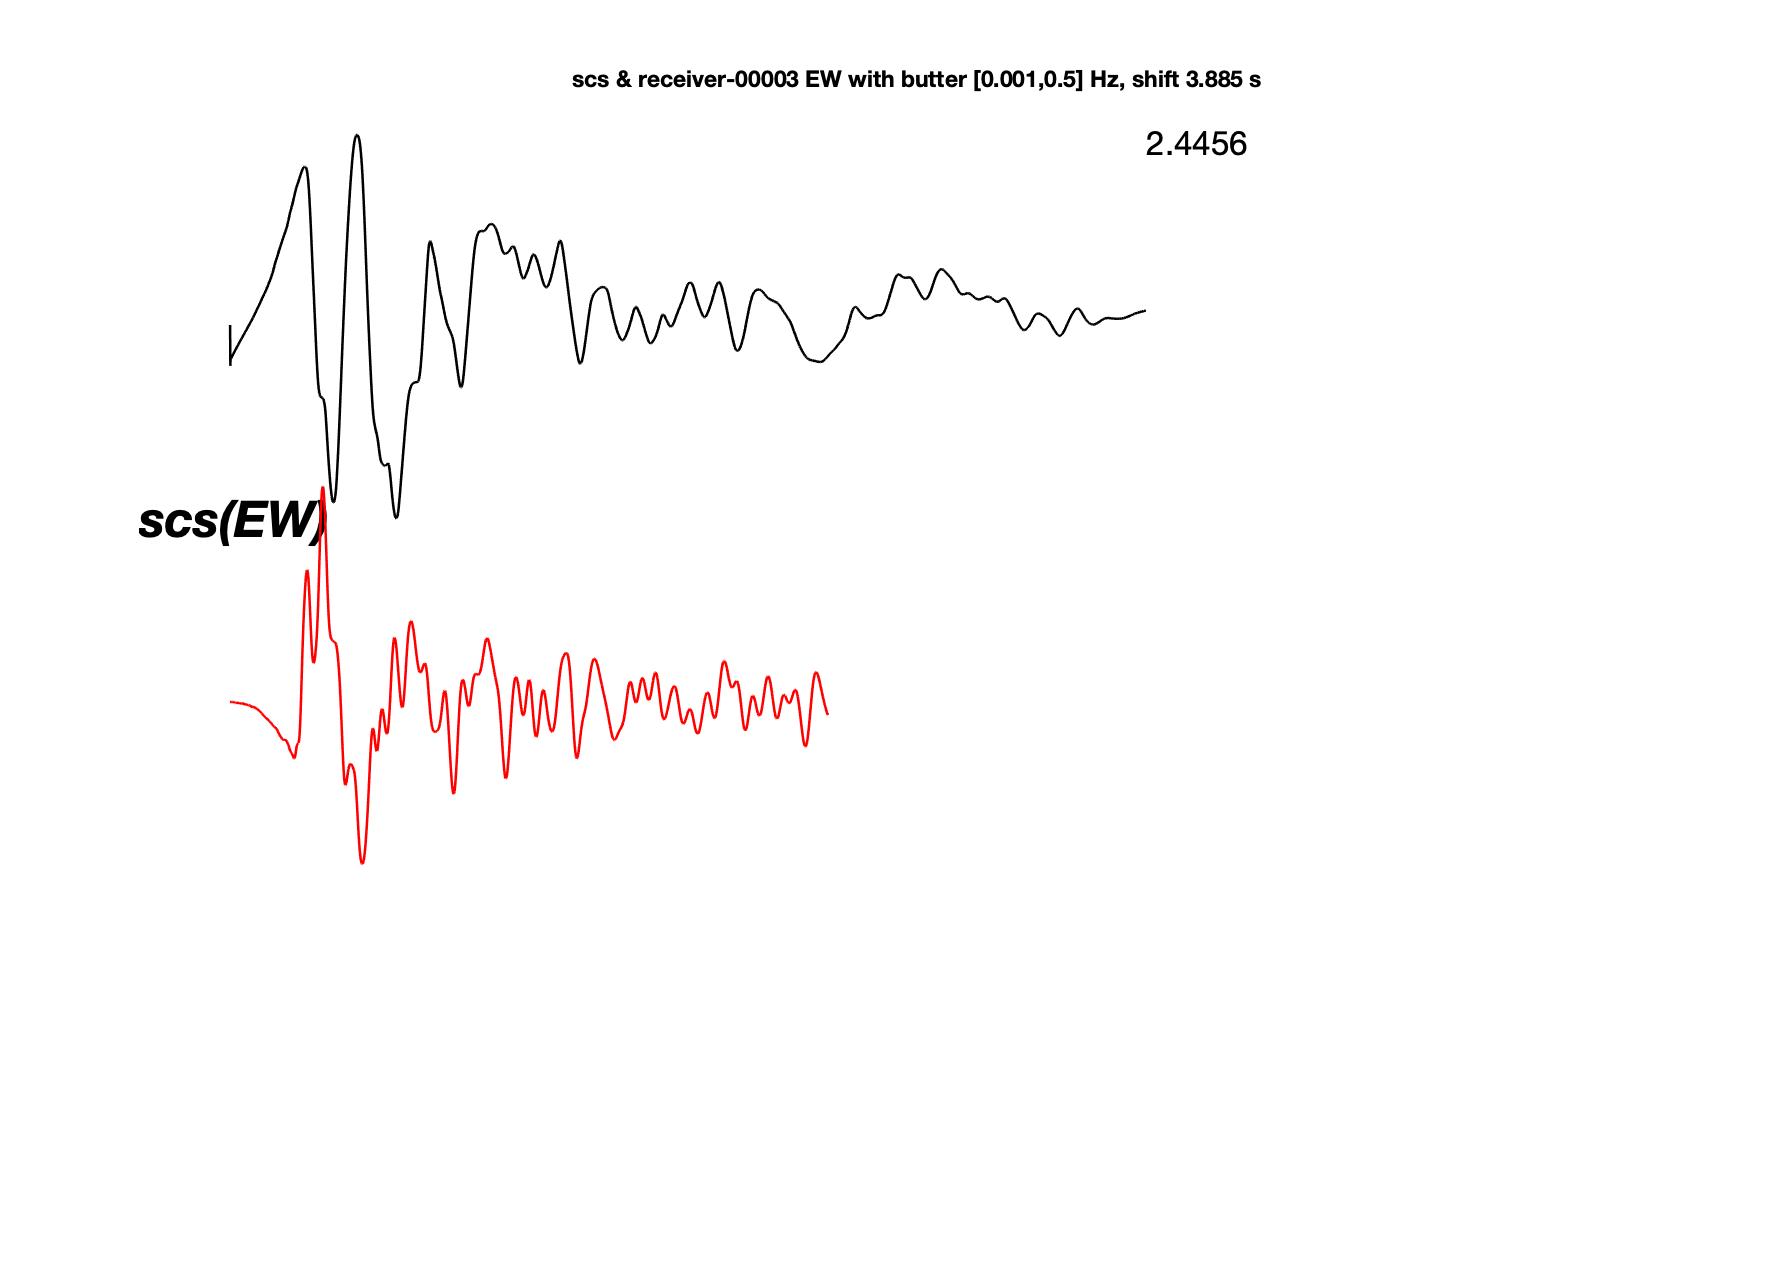 scs & receiver-00003 EW with butter [0.001,0.5] Hz, shift 3.885 s
2.4456
scs(EW)